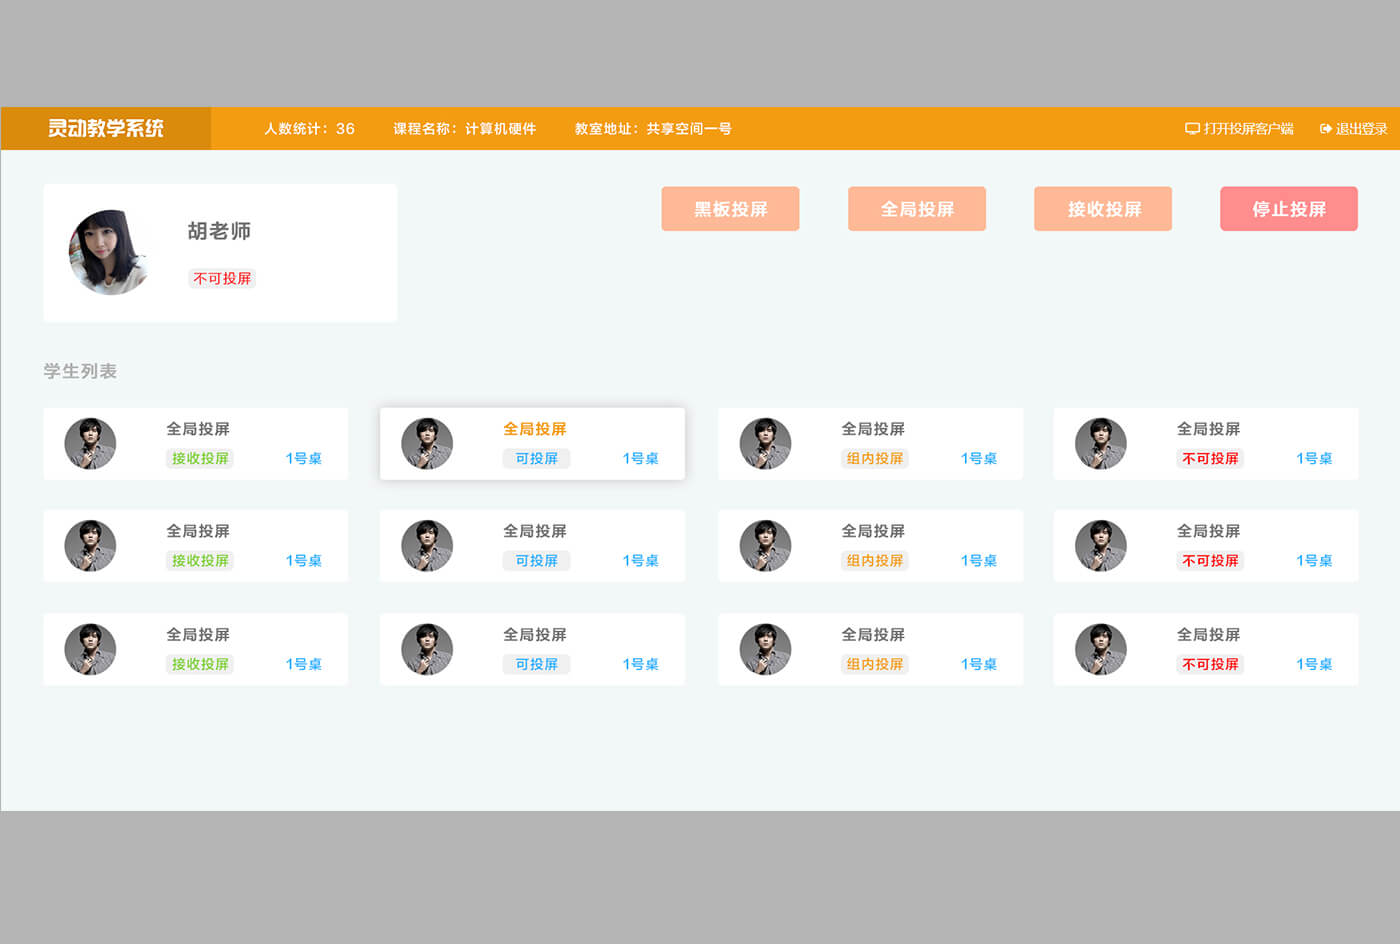 灵动教学系统 人数统计：36 课程名称：计算机硬件 教室地址：共享空间一号 打开投屏客户端 退出登录
黑板投屏 全局投屏 接收投屏 停止投屏
胡老师
不可投屏
学生列表
全局投屏 全局投屏 全局投屏 全局投屏
接收投屏 1号桌 可投屏 1号桌 组内投屏 1号桌 不可投屏 1号桌
全局投屏 全局投屏 全局投屏 全局投屏
接收投屏 1号桌 可投屏 1号桌 组内投屏 1号桌 不可投屏 1号桌
全局投屏 全局投屏 全局投屏 全局投屏
接收投屏 1号桌 可投屏 1号桌 组内投屏 1号桌 不可投屏 1号桌